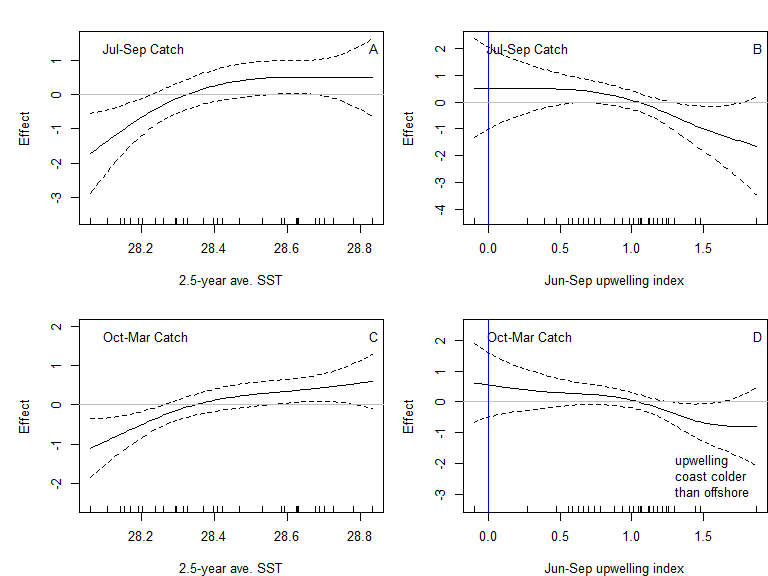 Jul-Sep Catch A
Effect
1
0
-1
-2
-3
28.2 28.4 28.6 28.8
2.5-year ave. SST
Jul-Sep Catch B
Effect
2
1
0
-1
-2
-3
-4
0.0 0.5 1.0 1.5
Jun-Sep upwelling index
Oct-Mar Catch C
Effect
2
1
0
-1
-2
28.2 28.4 28.6 28.8
2.5-year ave. SST
Oct-Mar Catch D
Effect
2
1
0
-1
-2
-3
upwelling
coast colder
than offshore
0.0 0.5 1.0 1.5
Jun-Sep upwelling index